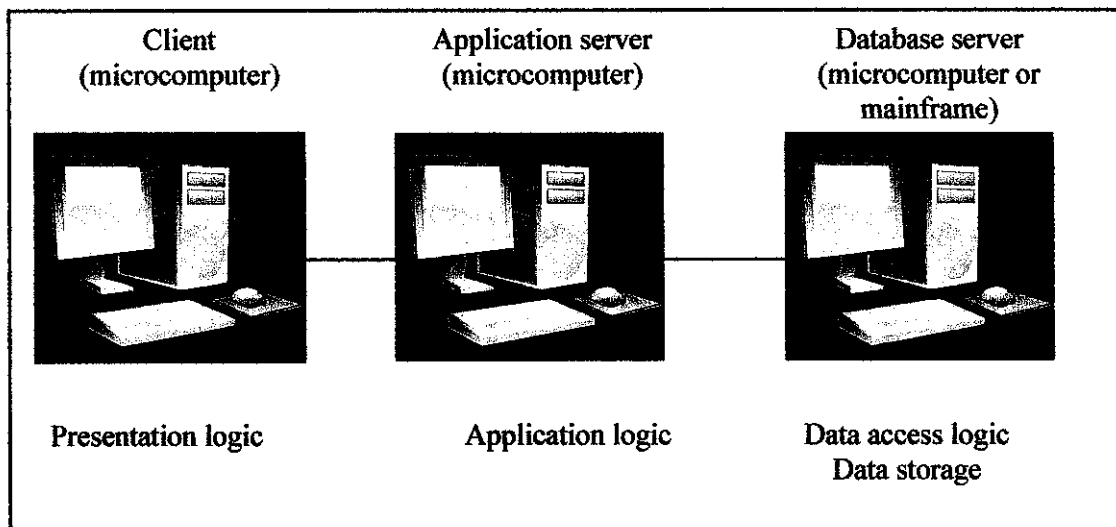 Client
(microcomputer)
Application server
(microcomputer)
Database server
(microcomputer or
mainframe)
Presentation logic
Application logic
Data access logic
Data storage